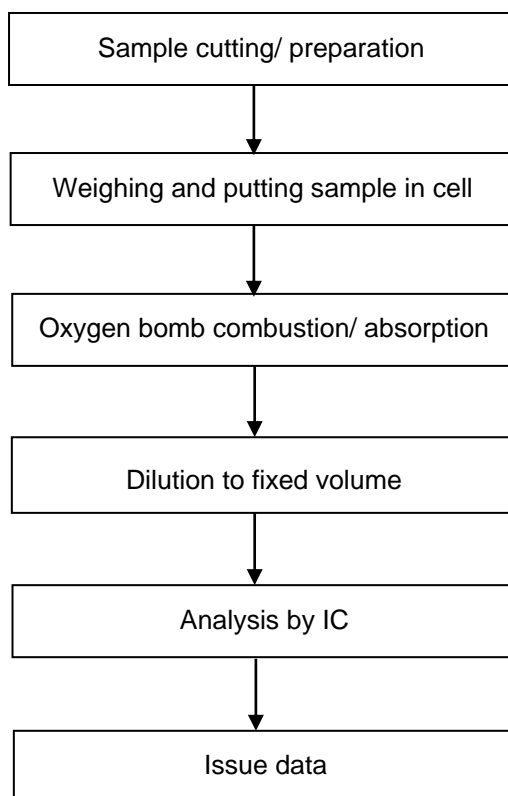 Sample cutting/ preparation
Weighing and putting sample in cell
Oxygen bomb combustion/ absorption
Dilution to fixed volume
Analysis by IC
Issue data